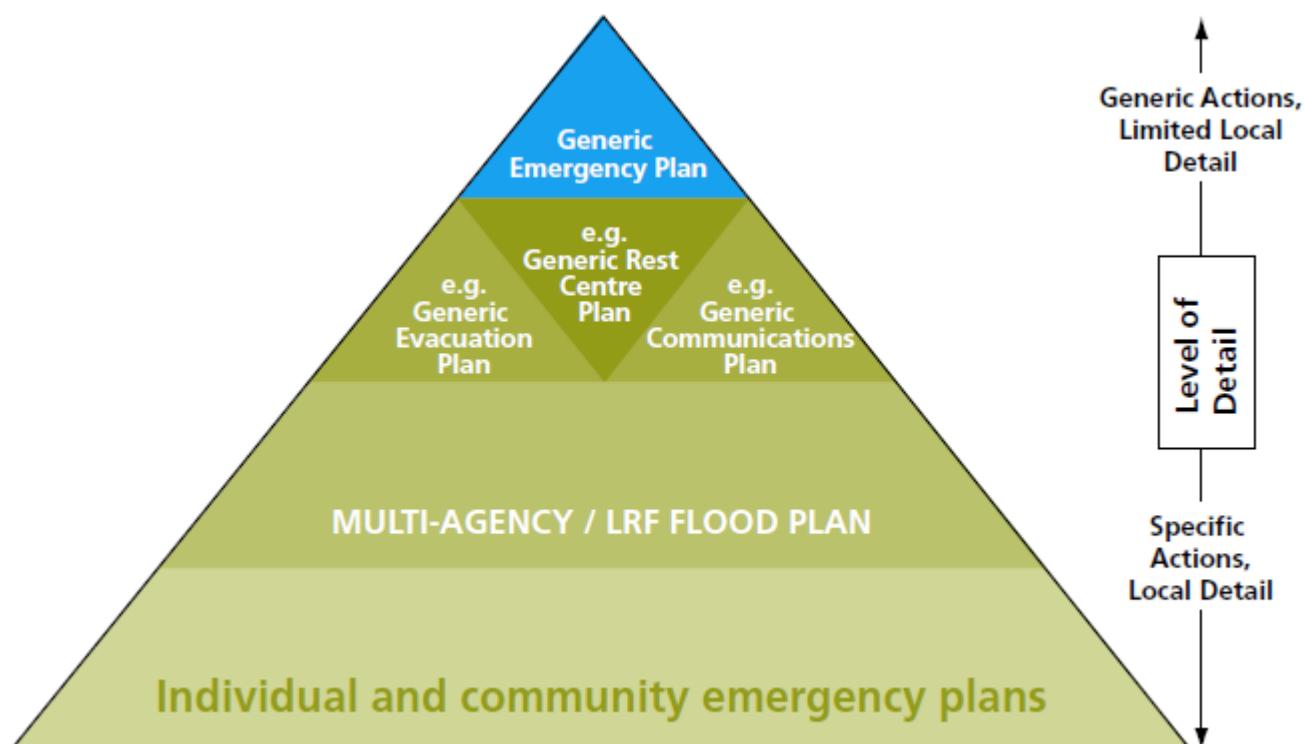 Generic
Emergency Plan
e.g.
Generic Rest
Centre
Plan
e.g.
Generic
Evacuation
Plan
e.g.
Generic
Communications
Plan
MULTI-AGENCY / LRF FLOOD PLAN
Individual and community emergency plans
Generic Actions,
Limited Local
Detail
Level of
Detail
Specific
Actions,
Local Detail